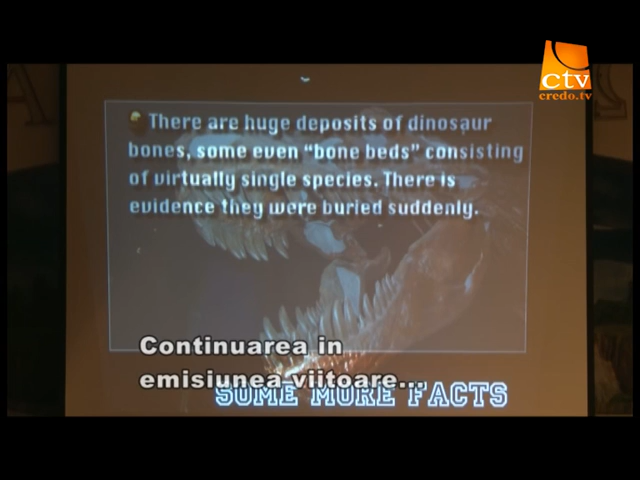 ctv
credo.tv
There are huge deposits of dinosaur
bones, some even "bone beds" consisting
of virtually single species. There is
evidence they were buried suddenly.
Continuarea in
emisiunea viitoare...
SOME MORE FACTS